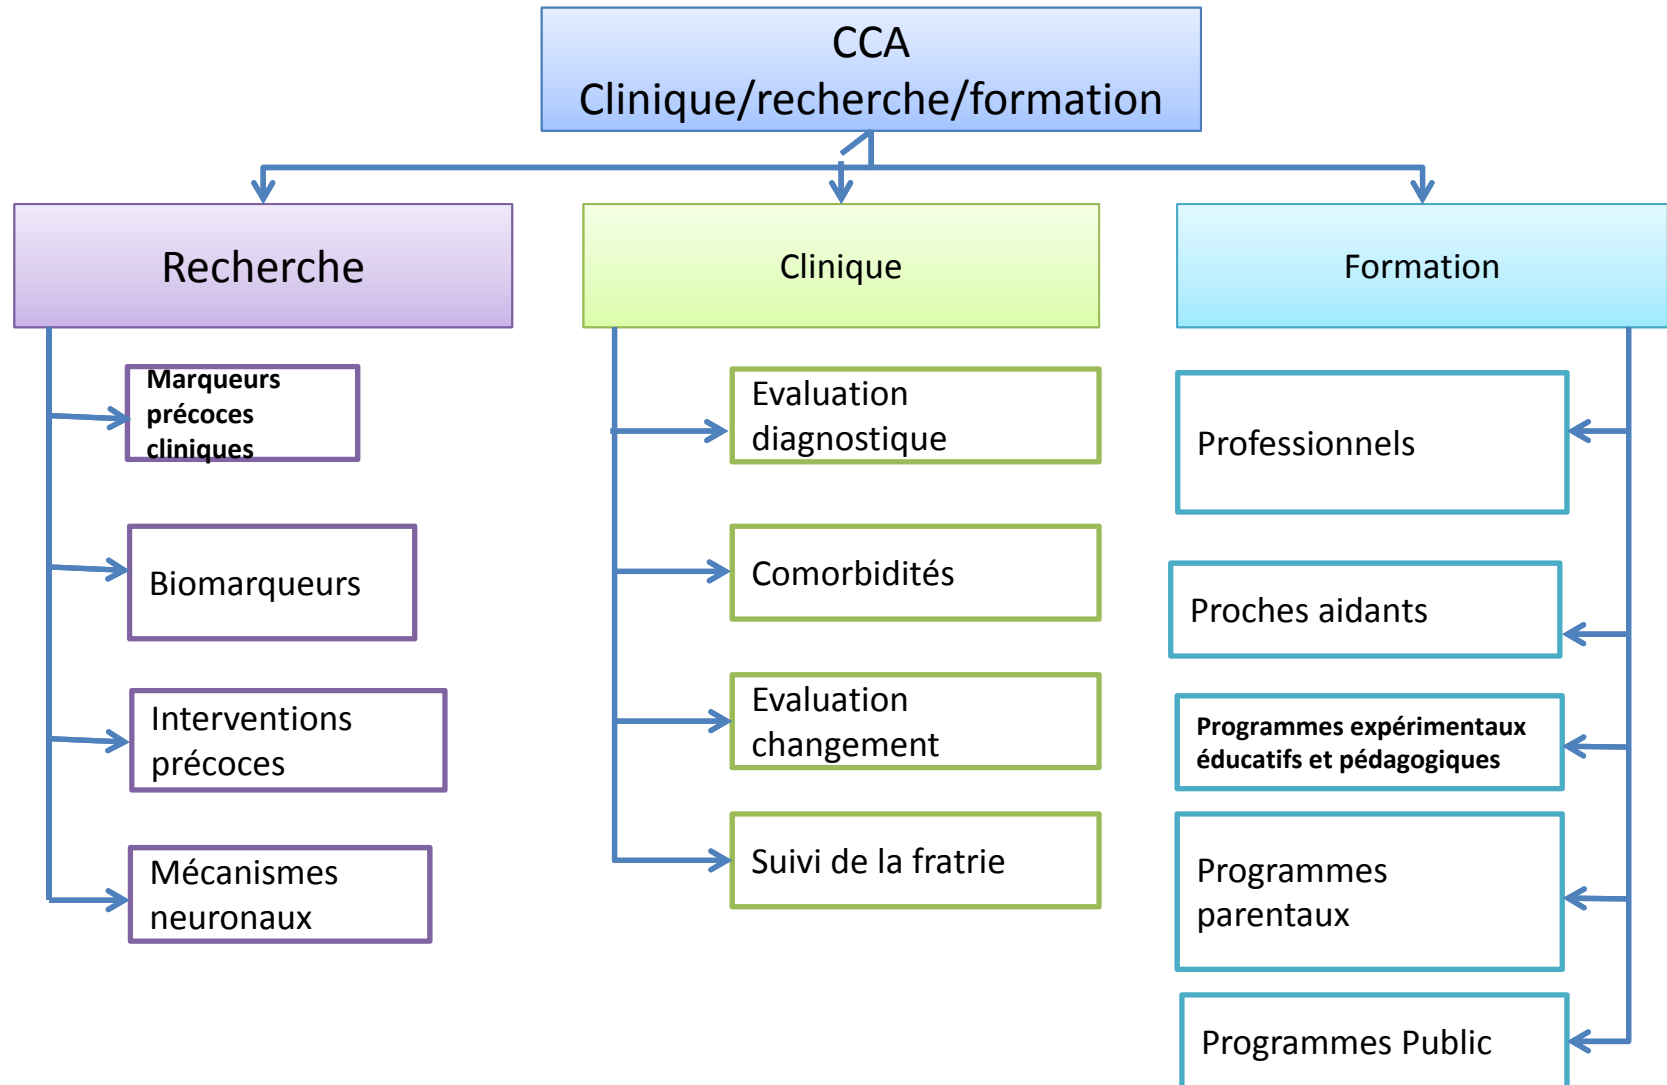 CCA
Clinique/recherche/formation
Recherche
Clinique
Formation
Marqueurs
précoces
cliniques
Biomarqueurs
Interventions
précoces
Mécanismes
neuronaux
Evaluation
diagnostique
Comorbidités
Evaluation
changement
Suivi de la fratrie
Professionnels
Proches aidants
Programmes expérimentaux
éducatifs et pédagogiques
Programmes
parentaux
Programmes Public